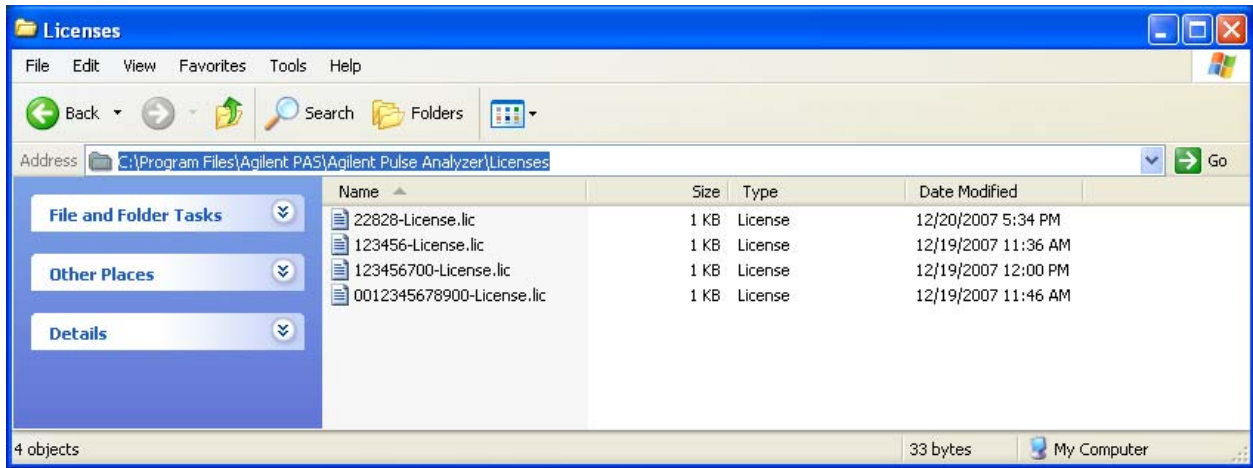 Licenses
File Edit View Favorites Tools Help
Back Search Folders
Address C:\Program Files\Agilent PAS\Agilent Pulse Analyzer\Licenses Go
File and Folder Tasks
Other Places
Details
Name Size Type Date Modified
22828-License.lic 1 KB License 12/20/2007 5:34 PM
123456-License.lic 1 KB License 12/19/2007 11:36 AM
123456700-License.lic 1 KB License 12/19/2007 12:00 PM
0012345678900-License.lic 1 KB License 12/19/2007 11:46 AM
4 objects 33 bytes My Computer